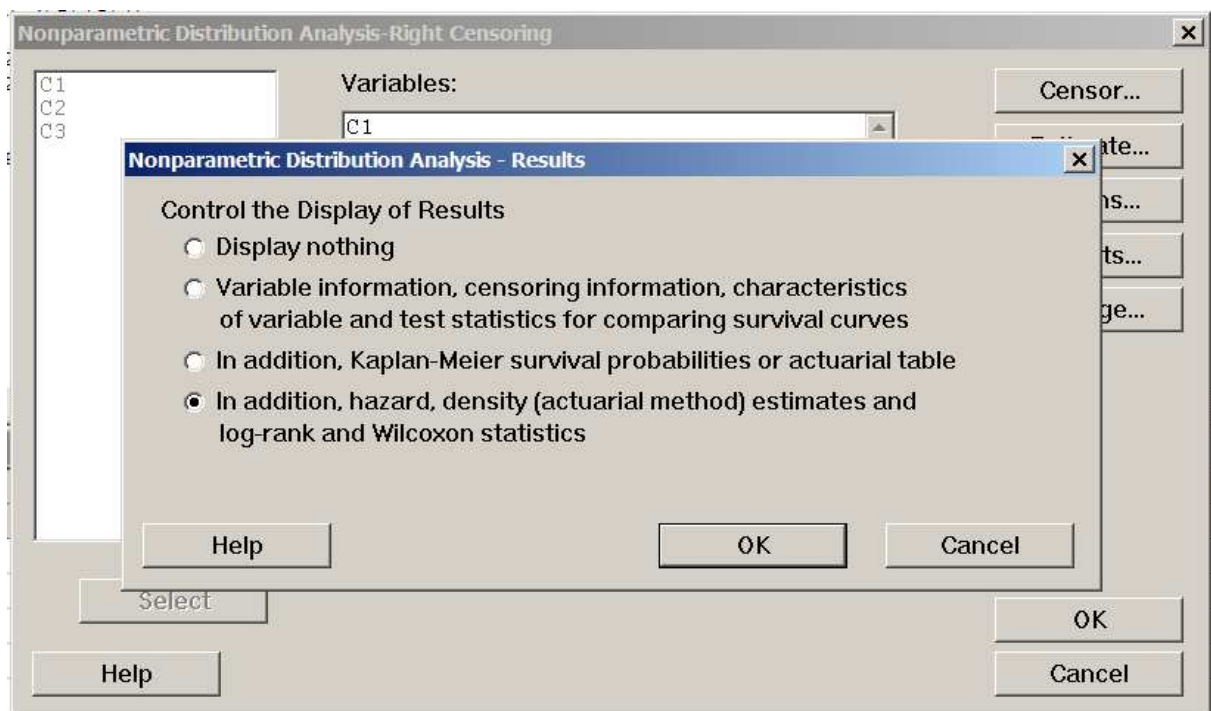 Nonparametric Distribution Analysis-Right Censoring
C1
C2
C3
Variables:
C1
Censor...
Nonparametric Distribution Analysis - Results
Control the Display of Results
Display nothing
Variable information, censoring information, characteristics
of variable and test statistics for comparing survival curves
In addition, Kaplan-Meier survival probabilities or actuarial table
In addition, hazard, density (actuarial method) estimates and
log-rank and Wilcoxon statistics
Help
OK
Cancel
Select
OK
Help
Cancel